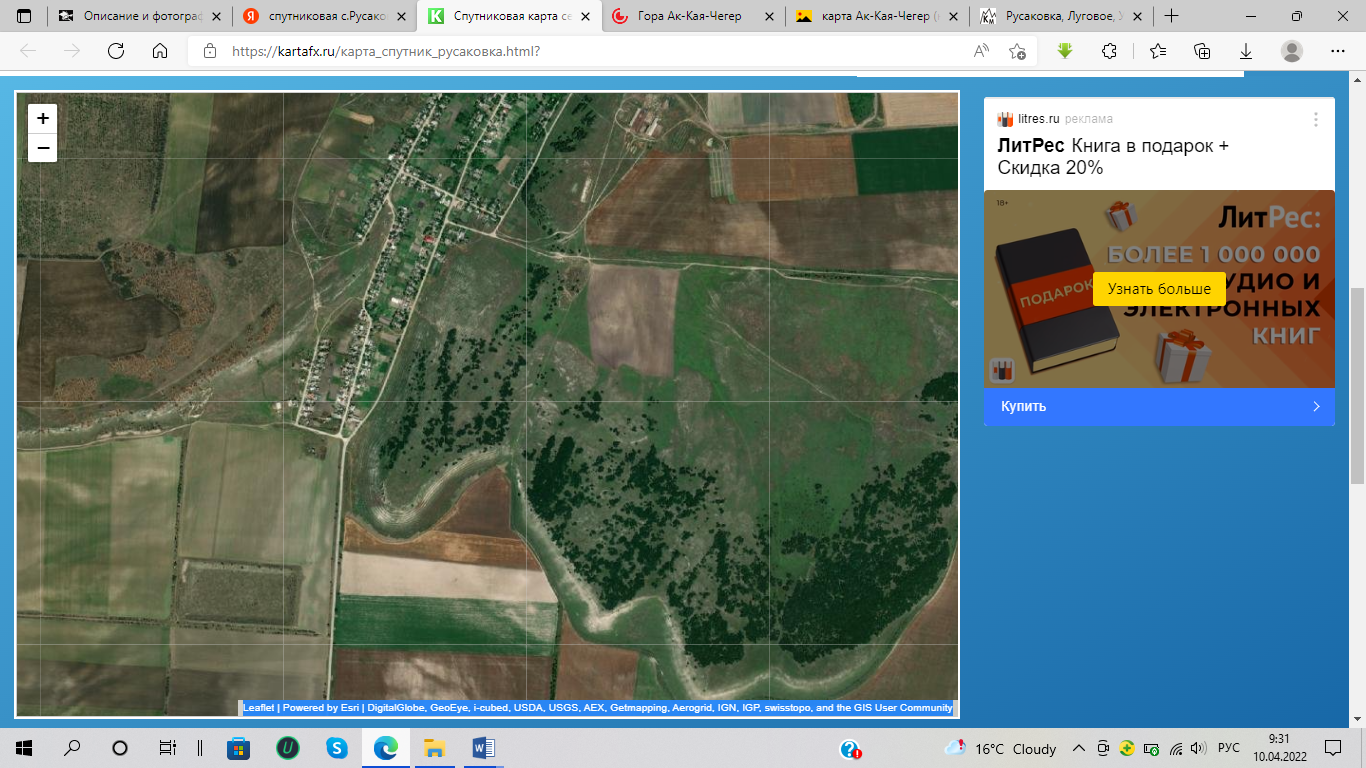 Описание и фотограф
спутниковая с.Русако
Спутниковая карта се
Гора Ак-Кая-Чегер
карта Ак-Кая-Чегер (
Русаковка, Луговое, У
https://kartafx.ru/карта_спутник_русаковка.html?
+
−
litres.ru реклама
ЛитРес Книга в подарок +
Скидка 20%
18+
ЛитРес:
БОЛЕЕ 1 000 000
УДИО И
ЭЛЕКТРОННЫХ
КНИГ
ПОДАРОК
Узнать больше
Купить
Leaflet | Powered by Esri | DigitalGlobe, GeoEye, i-cubed, USDA, USGS, AEX, Getmapping, Aerogrid, IGN, IGP, swisstopo, and the GIS User Community
16°C Cloudy
РУС
9:31
10.04.2022